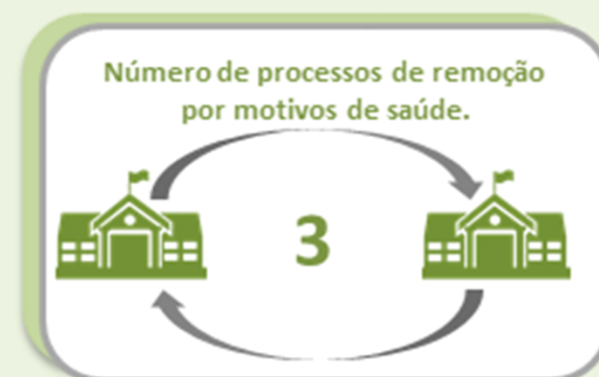 Número de processos de remoção
por motivos de saúde.
3